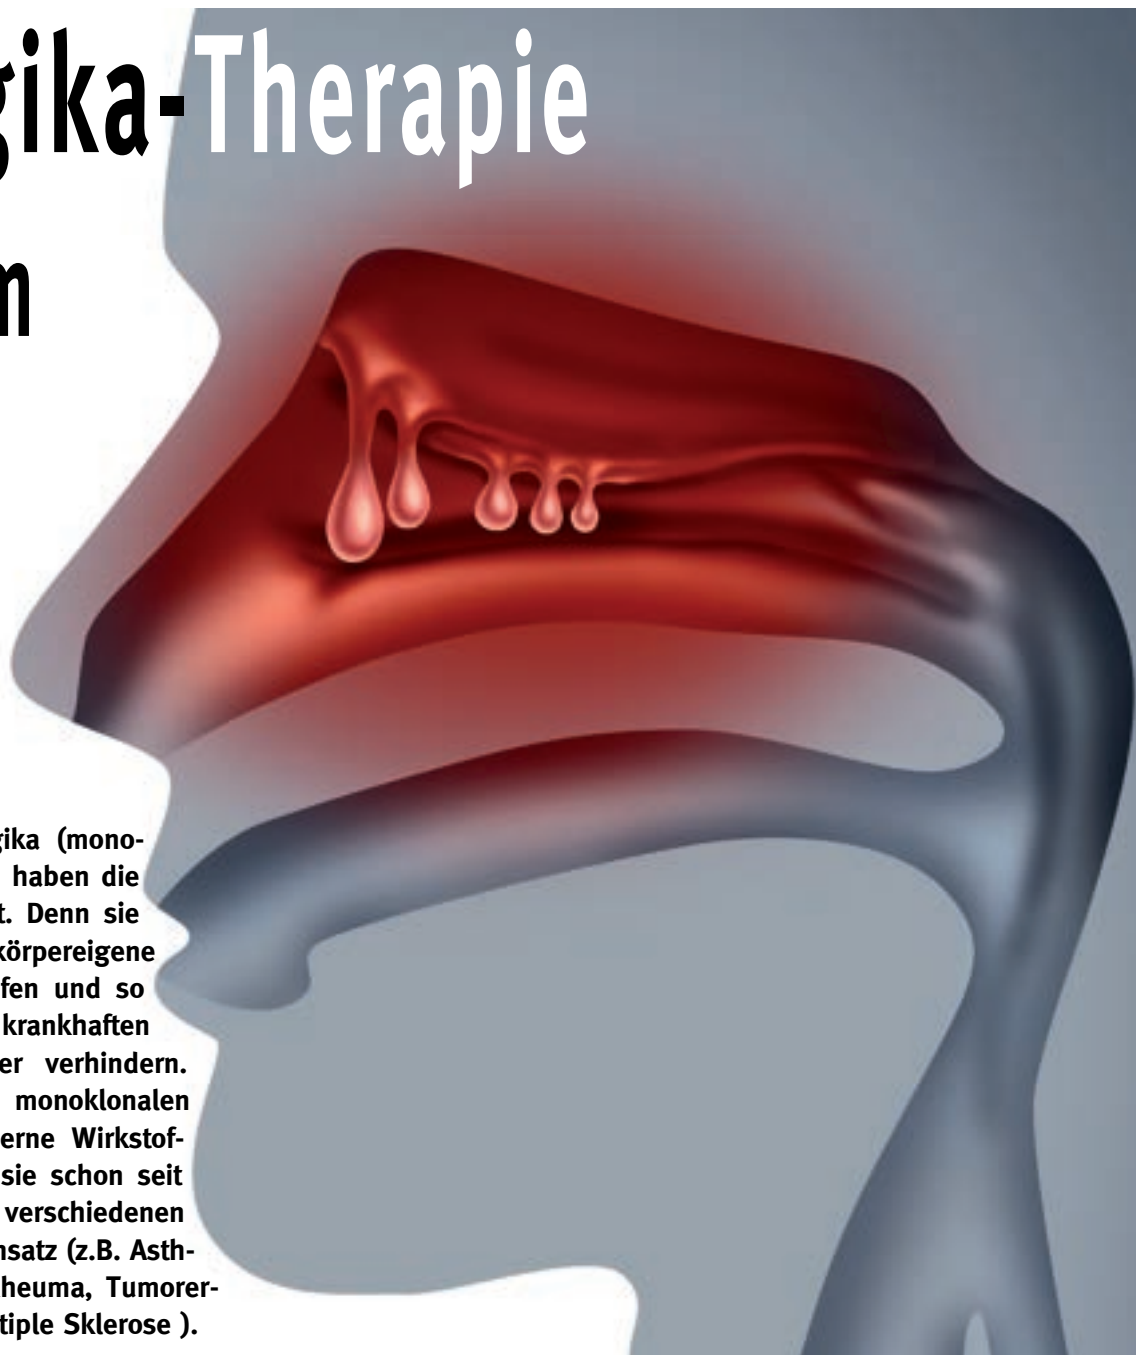 gika-Therapie
m
gika (mono-
haben die
t. Denn sie
körpereigene
fen und so
krankhaften
er verhindern.
monoklonalen
erne Wirkstof-
sie schon seit
verschiedenen
nsatz (z.B. Asth-
heuma, Tumorer-
tiple Sklerose ).